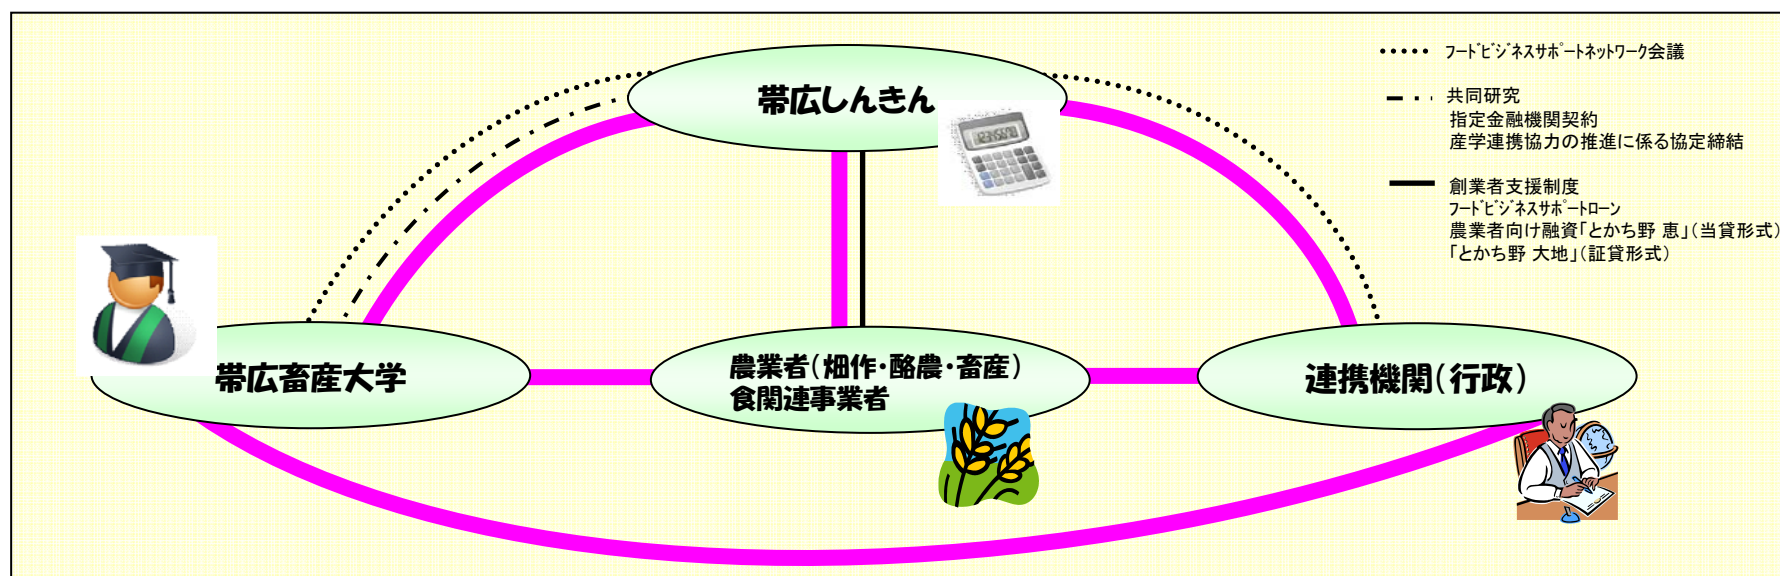 帯広しんきん
帯広畜産大学
農業者(畑作・酪農・畜産)
食関連事業者
連携機関(行政)
ﾌｰﾄﾞﾋﾞｼﾞﾈｽｻﾎﾟｰﾄネットワーク会議
共同研究
指定金融機関契約
産学連携協力の推進に係る協定締結
創業者支援制度
ﾌｰﾄﾞﾋﾞｼﾞﾈｽｻﾎﾟｰﾄローン
農業者向け融資「とかち野 恵」(当貸形式)
「とかち野 大地」(証貸形式)